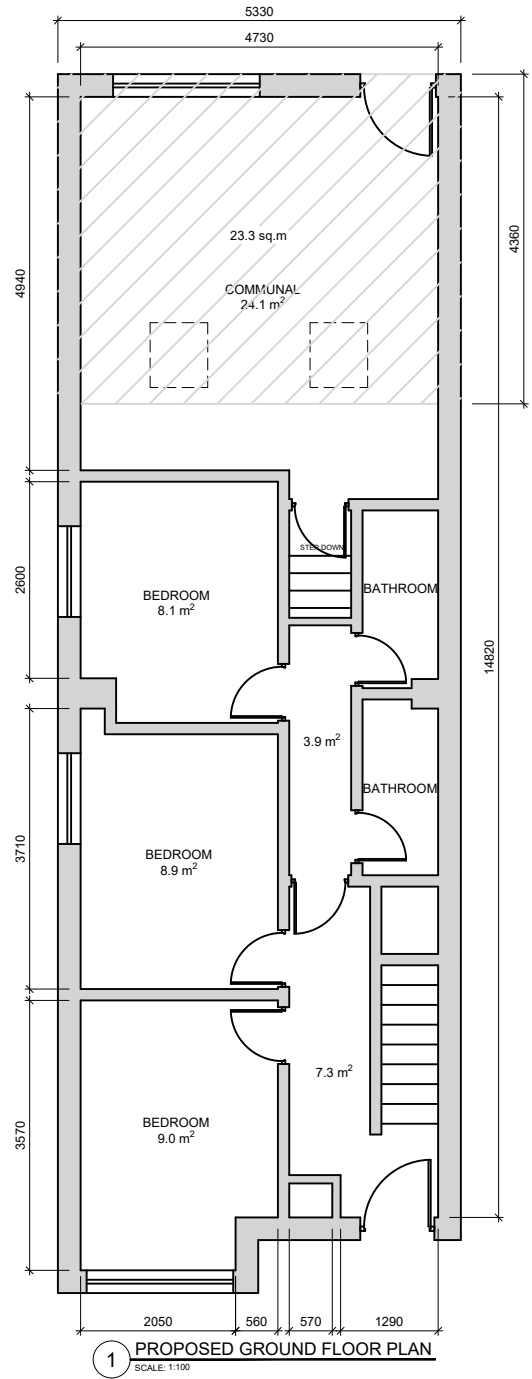 5330
4730
4940
4360
23.3 sq.m
COMMUNAL
24.1 m²
STEP DOWN
2600
BEDROOM
8.1 m²
BATHROOM
14820
3.9 m²
3710
BATHROOM
BEDROOM
8.9 m²
7.3 m²
3570
BEDROOM
9.0 m²
2050
560
570
1290
1
PROPOSED GROUND FLOOR PLAN
SCALE: 1:100